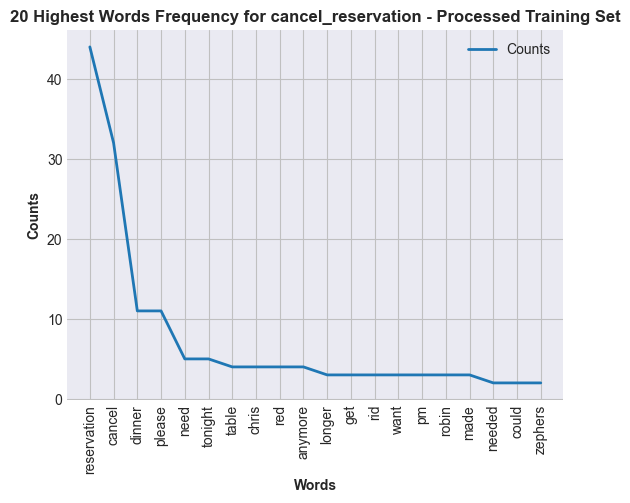 20 Highest Words Frequency for cancel_reservation - Processed Training Set
Counts
40
30
20
10
0
Counts
reservation
cancel
dinner
please
need
tonight
table
chris
red
anymore
longer
get
rid
want
pm
robin
made
needed
could
zephers
Words